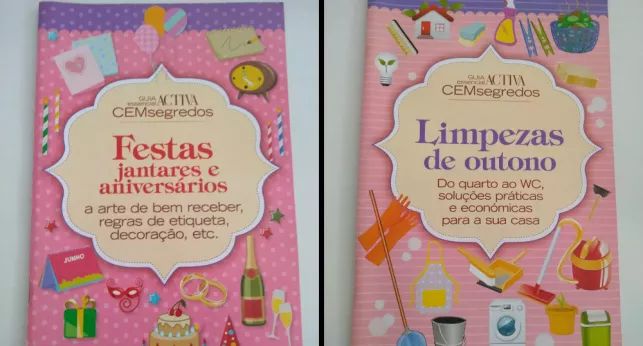 GUIA essencial ACTIVA
CEMsegredos
Festas
jantares e
aniversários
a arte de bem receber,
regras de etiqueta,
decoração, etc.
JUNHO
GUIA essencial ACTIVA
CEMsegredos
Limpezas
de outono
Do quarto ao WC,
soluções práticas
e económicas
para a sua casa